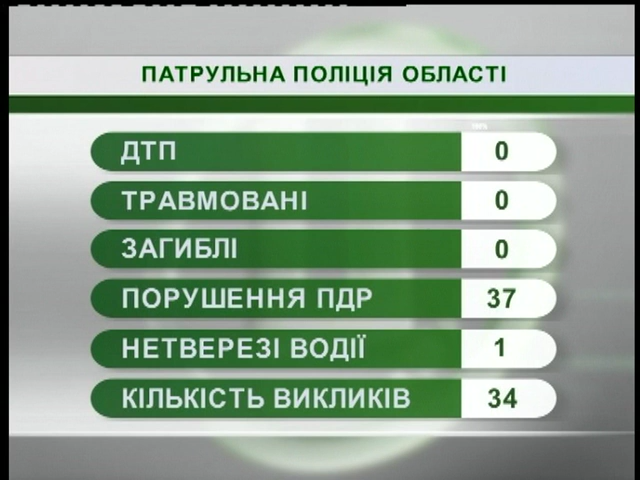 ПАТРУЛЬНА ПОЛІЦІЯ ОБЛАСТІ
ДТП 0
ТРАВМОВАНІ 0
ЗАГИБЛІ 0
ПОРУШЕННЯ ПДР 37
НЕТВЕРЕЗІ ВОДІЇ 1
КІЛЬКІСТЬ ВИКЛИКІВ 34